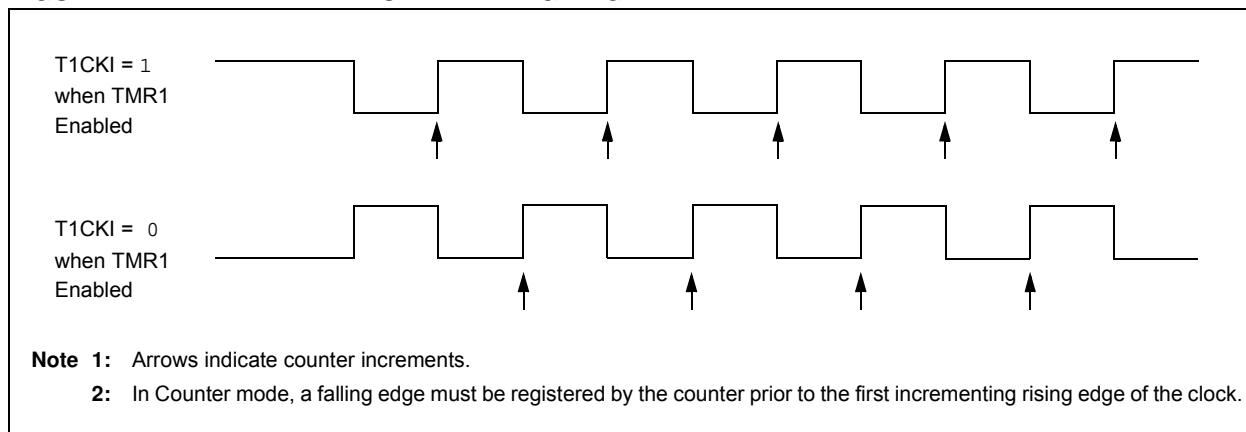 T1CKI = 1
when TMR1
Enabled
T1CKI = 0
when TMR1
Enabled
Note 1: Arrows indicate counter increments.
2: In Counter mode, a falling edge must be registered by the counter prior to the first incrementing rising edge of the clock.